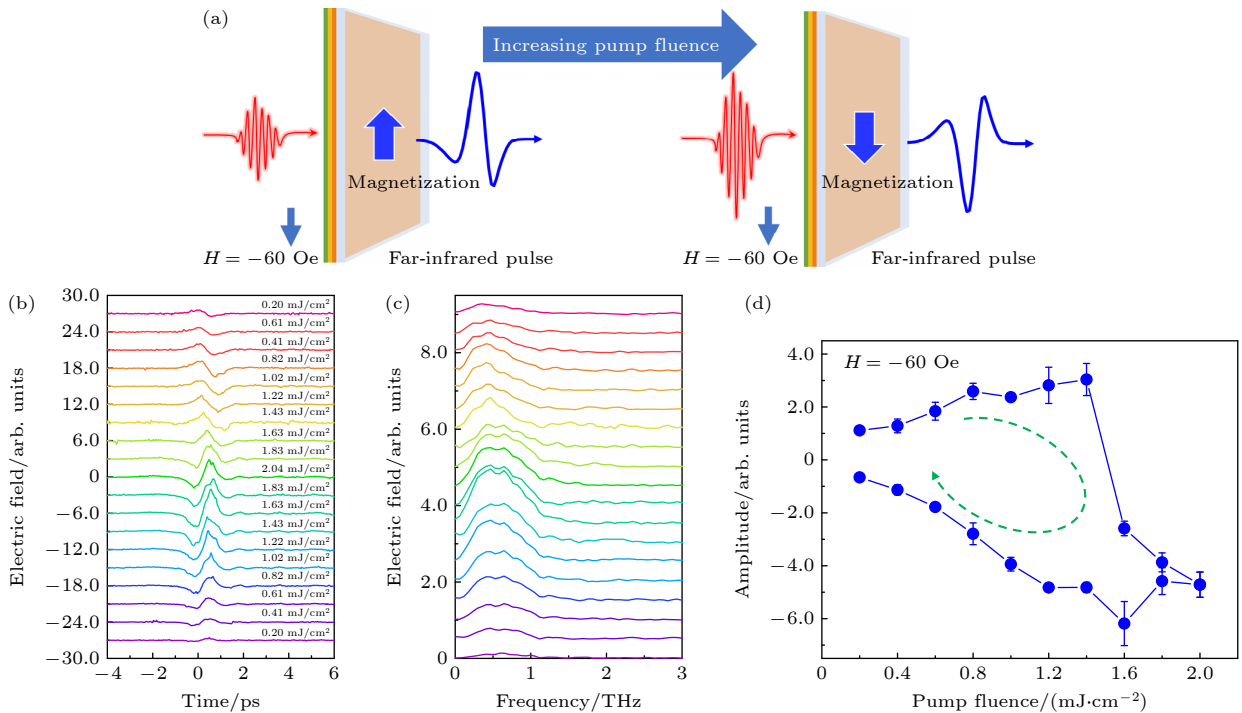 (a)
Increasing pump fluence
Magnetization
Magnetization
H = −60 Oe
Far-infrared pulse
H = −60 Oe
Far-infrared pulse
(b)
30.0
24.0
18.0
12.0
6.0
0
−6.0
−12.0
−18.0
−24.0
−30.0
Electric field/arb. units
0.20 mJ/cm²
0.61 mJ/cm²
0.41 mJ/cm²
0.82 mJ/cm²
1.02 mJ/cm²
1.22 mJ/cm²
1.43 mJ/cm²
1.63 mJ/cm²
1.83 mJ/cm²
2.04 mJ/cm²
1.83 mJ/cm²
1.63 mJ/cm²
1.43 mJ/cm²
1.22 mJ/cm²
1.02 mJ/cm²
0.82 mJ/cm²
0.61 mJ/cm²
0.41 mJ/cm²
0.20 mJ/cm²
−4 −2 0 2 4 6
Time/ps
(c)
8.0
6.0
4.0
2.0
0
Electric field/arb. units
0 1 2 3
Frequency/THz
(d)
H = −60 Oe
4.0
2.0
0
−2.0
−4.0
−6.0
Amplitude/arb. units
0 0.4 0.8 1.2 1.6 2.0
Pump fluence/(mJ·cm⁻²)